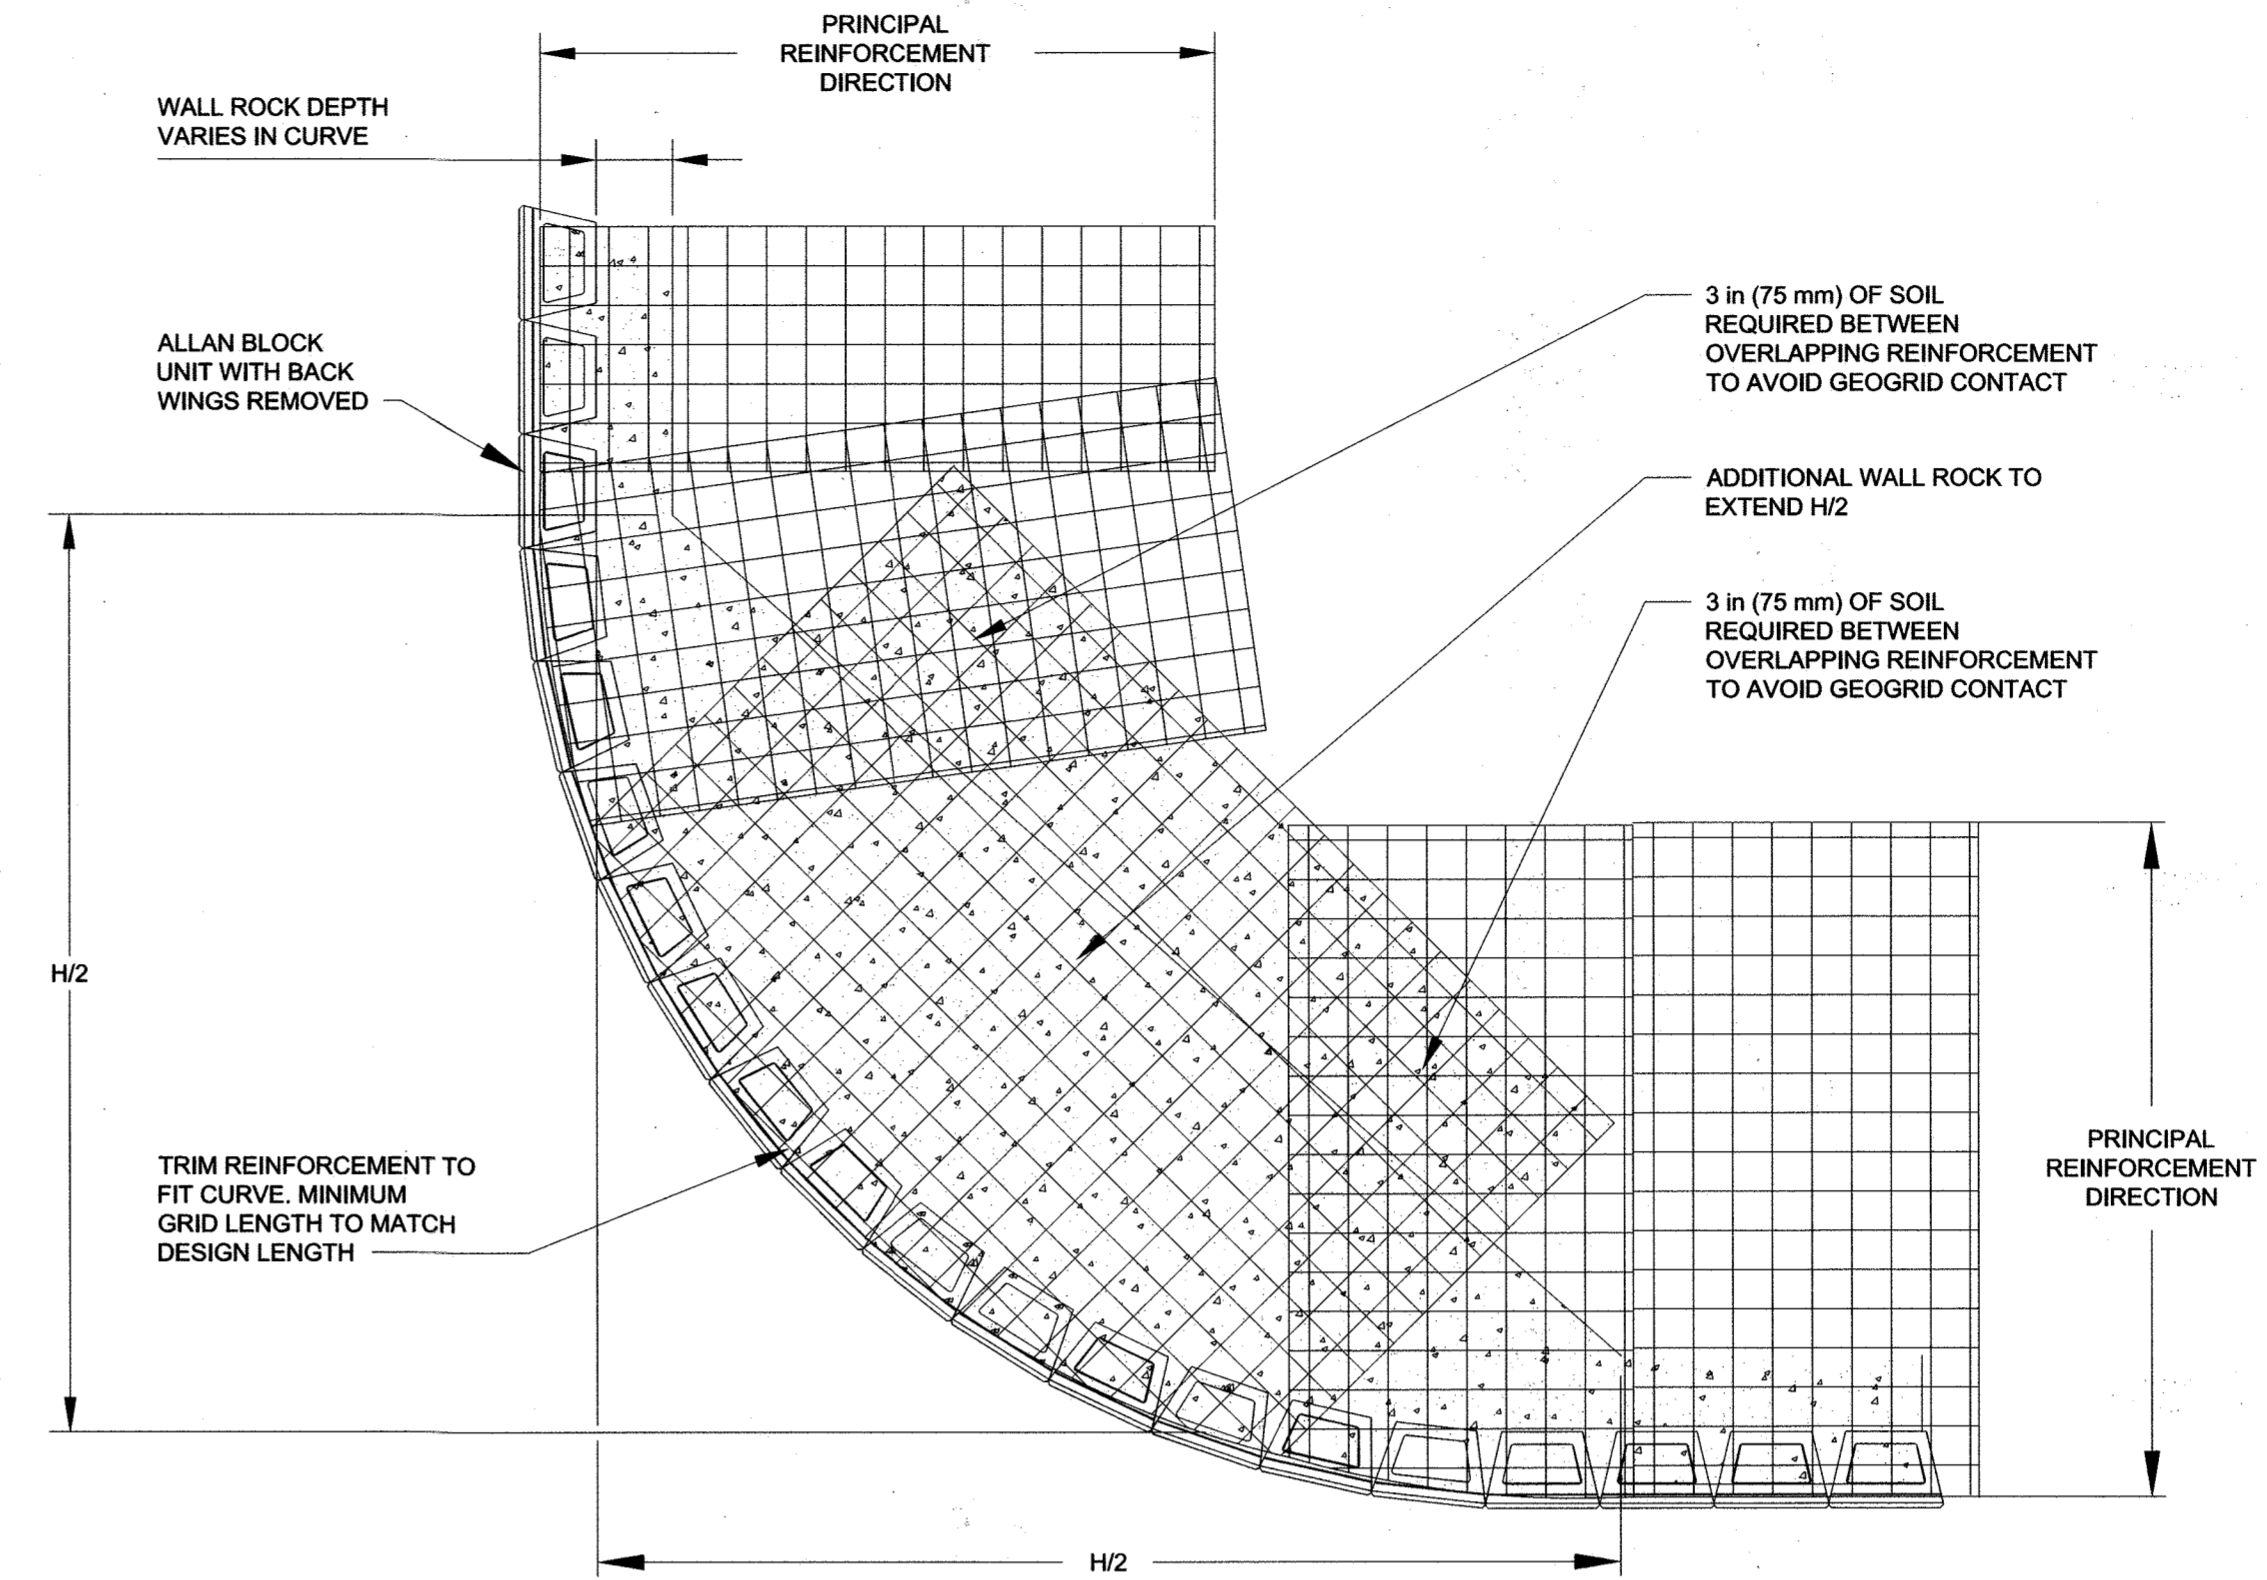 PRINCIPAL
REINFORCEMENT
DIRECTION
WALL ROCK DEPTH
VARIES IN CURVE
ALLAN BLOCK
UNIT WITH BACK
WINGS REMOVED
3 in (75 mm) OF SOIL
REQUIRED BETWEEN
OVERLAPPING REINFORCEMENT
TO AVOID GEOGRID CONTACT
ADDITIONAL WALL ROCK TO
EXTEND H/2
3 in (75 mm) OF SOIL
REQUIRED BETWEEN
OVERLAPPING REINFORCEMENT
TO AVOID GEOGRID CONTACT
H/2
TRIM REINFORCEMENT TO
FIT CURVE. MINIMUM
GRID LENGTH TO MATCH
DESIGN LENGTH
PRINCIPAL
REINFORCEMENT
DIRECTION
H/2